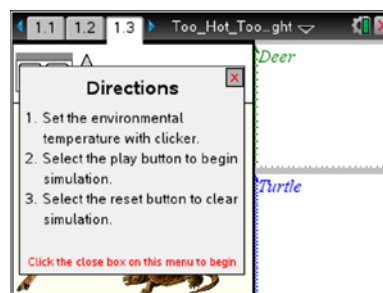 1.1 1.2 1.3 Too_Hot_Too...ght
Deer
Directions
1. Set the environmental
temperature with clicker.
2. Select the play button to begin
simulation.
3. Select the reset button to clear
simulation.
Click the close box on this menu to begin
Turtle